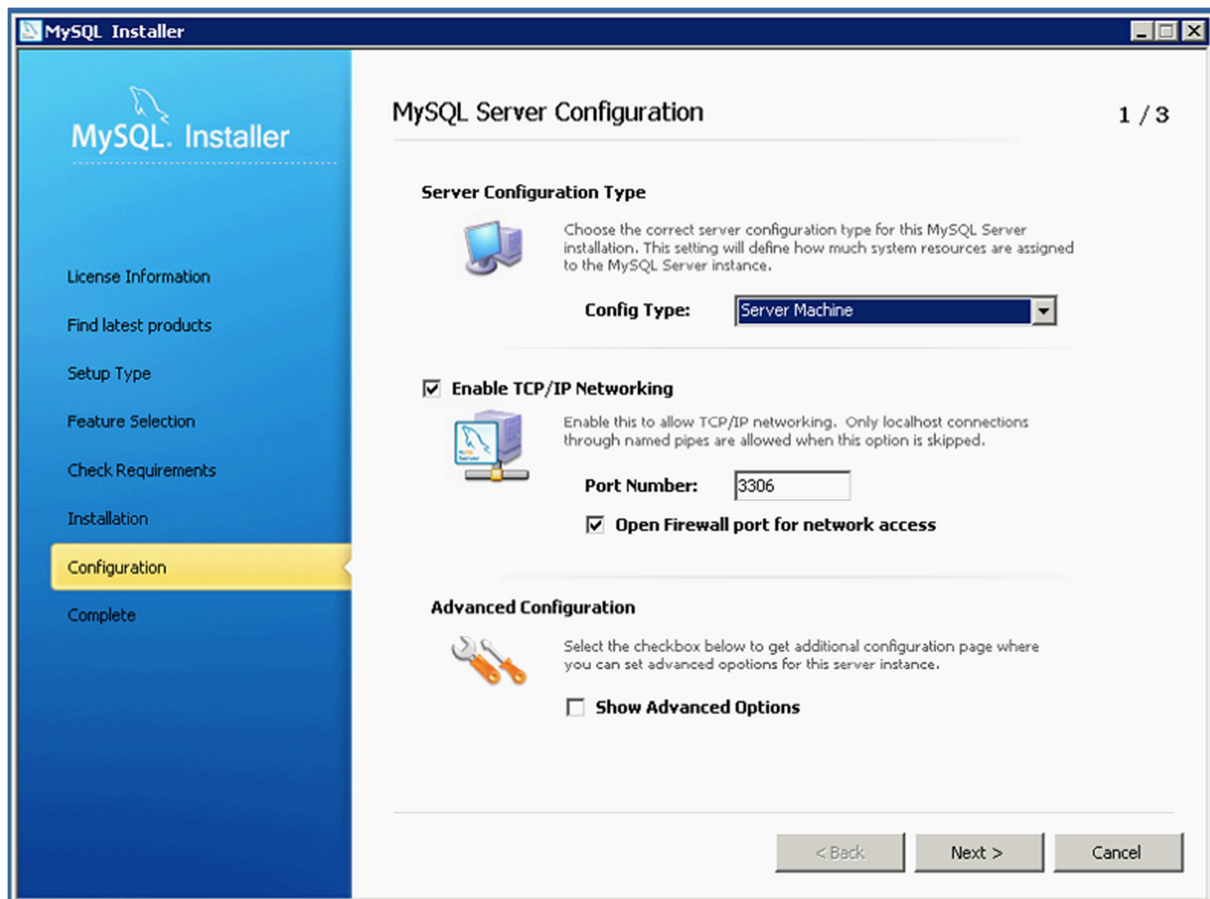 MySQL Installer
MySQL. Installer
License Information
Find latest products
Setup Type
Feature Selection
Check Requirements
Installation
Configuration
Complete
MySQL Server Configuration
1 / 3
Server Configuration Type
Choose the correct server configuration type for this MySQL Server
installation. This setting will define how much system resources are assigned
to the MySQL Server instance.
Config Type:
Server Machine
Enable TCP/IP Networking
Enable this to allow TCP/IP networking. Only localhost connections
through named pipes are allowed when this option is skipped.
Port Number:
3306
Open Firewall port for network access
Advanced Configuration
Select the checkbox below to get additional configuration page where
you can set advanced opotions for this server instance.
Show Advanced Options
< Back
Next >
Cancel